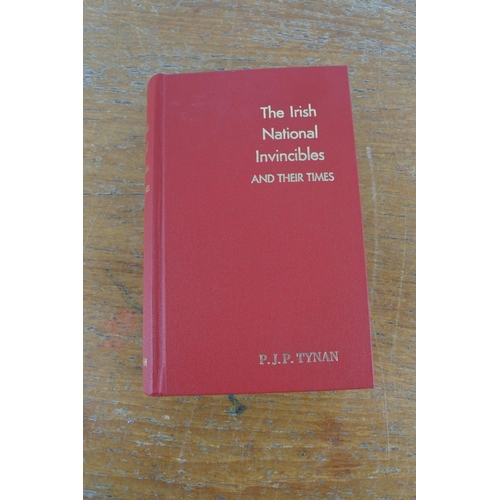 The Irish
National
Invincibles
AND THEIR TIMES
P.J.P. TYNAN